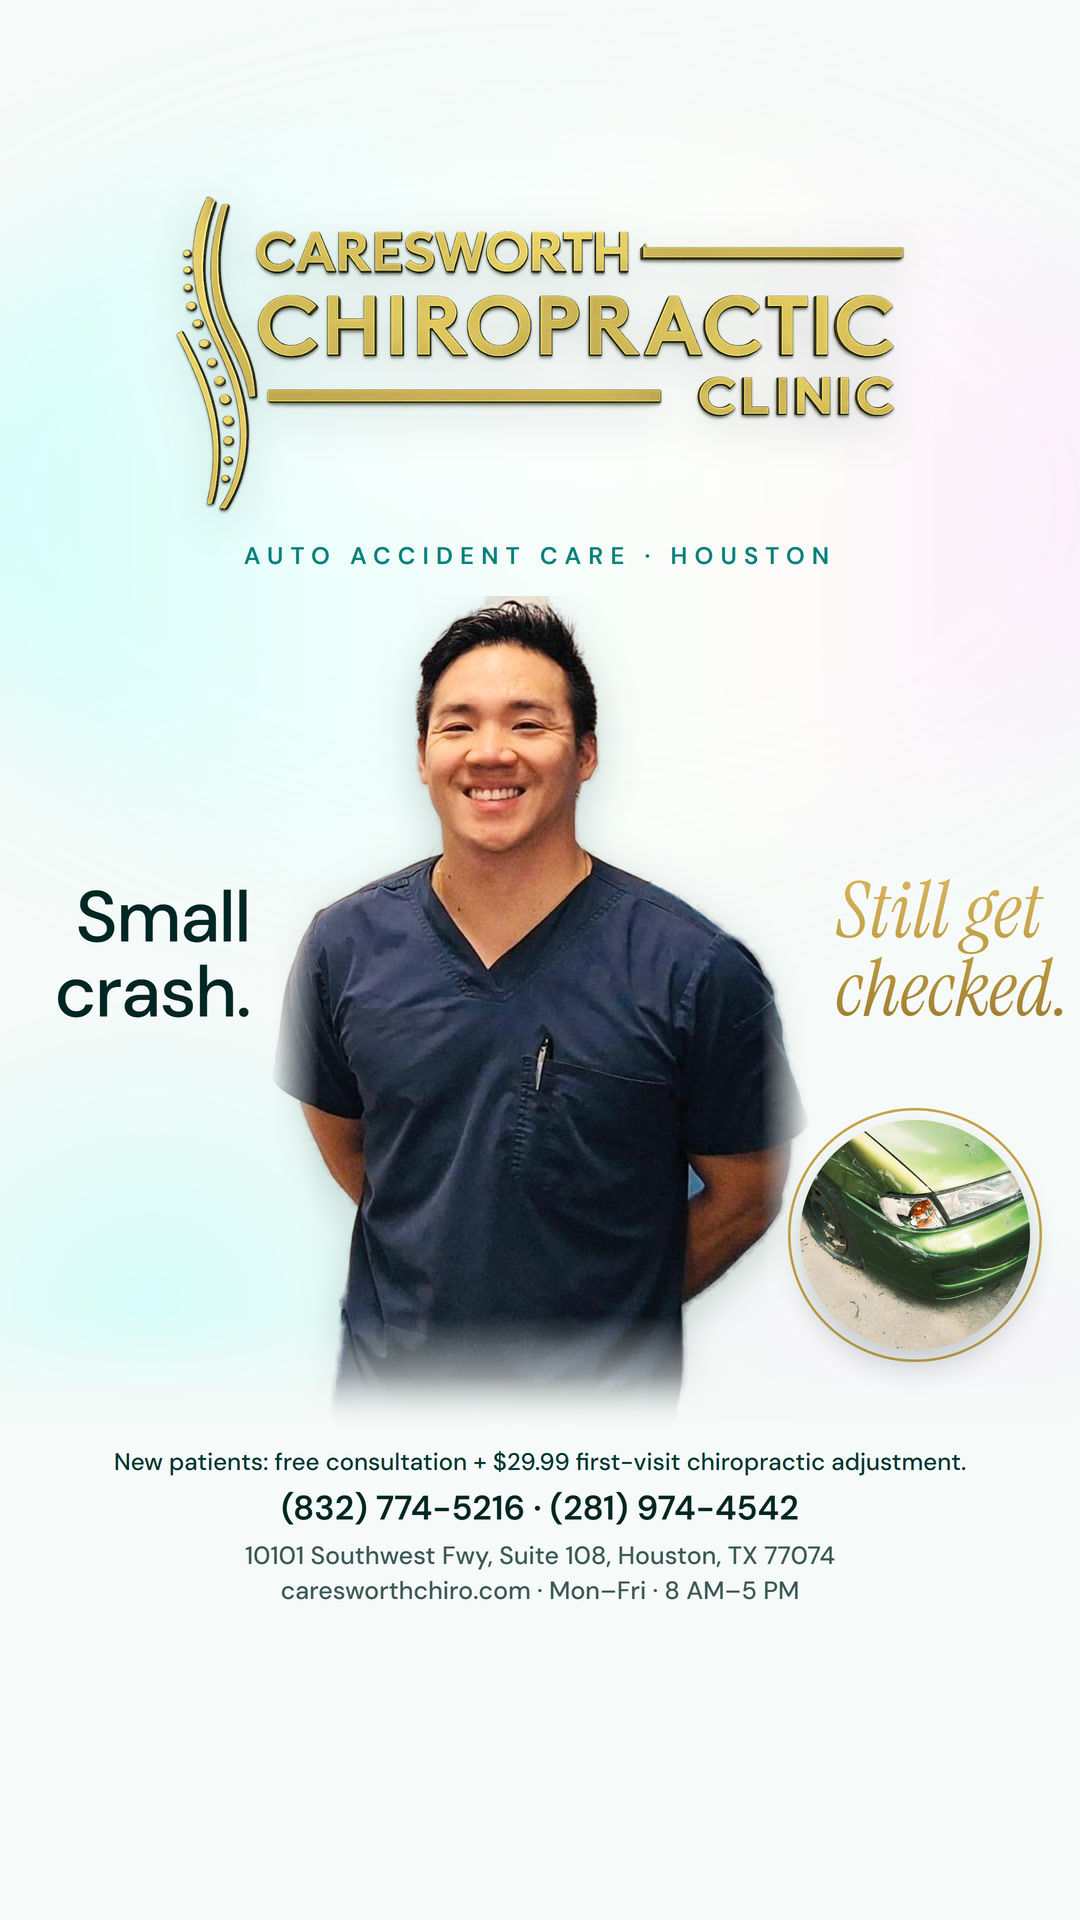 CARESWORTH
CHIROPRACTIC
CLINIC
AUTO ACCIDENT CARE · HOUSTON
Small
crash.
Still get
checked.
New patients: free consultation + $29.99 first-visit chiropractic adjustment.
(832) 774-5216 · (281) 974-4542
10101 Southwest Fwy, Suite 108, Houston, TX 77074
caresworthchiro.com · Mon–Fri · 8 AM–5 PM